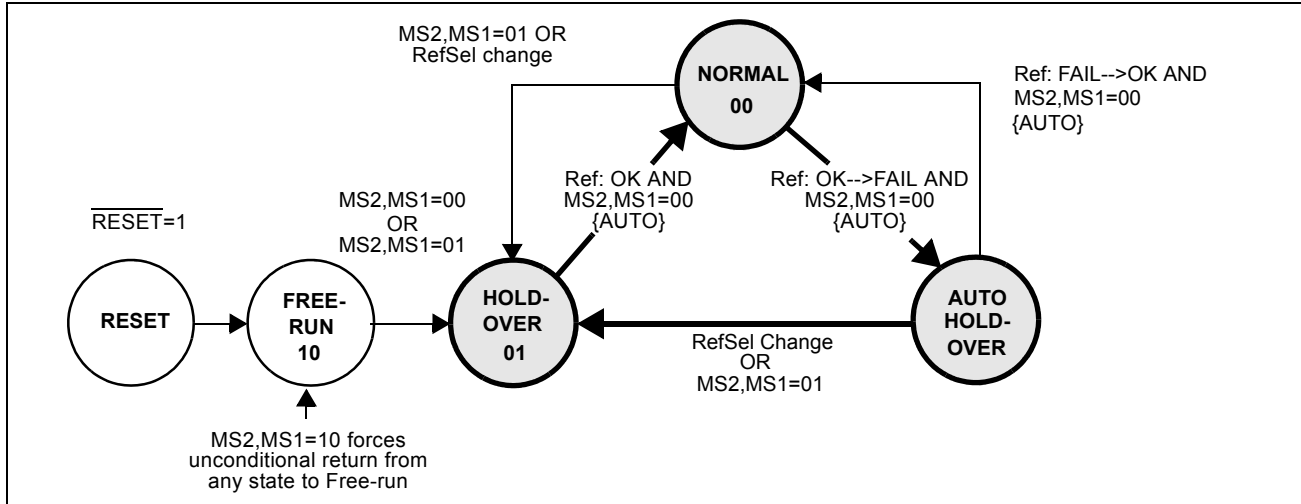 MS2,MS1=01 OR
RefSel change
NORMAL
00
Ref: FAIL-->OK AND
MS2,MS1=00
{AUTO}
Ref: OK AND
MS2,MS1=00
{AUTO}
Ref: OK-->FAIL AND
MS2,MS1=00
{AUTO}
RESET=1
MS2,MS1=00
OR
MS2,MS1=01
RESET
FREE-
RUN
10
HOLD-
OVER
01
AUTO
HOLD-
OVER
RefSel Change
OR
MS2,MS1=01
MS2,MS1=10 forces
unconditional return from
any state to Free-run